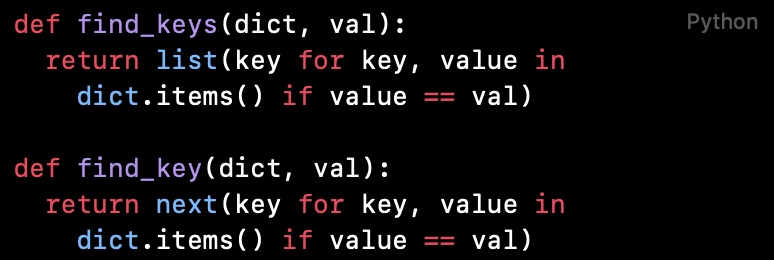 Python
def find_keys(dict, val):
  return list(key for key, value in
    dict.items() if value == val)

def find_key(dict, val):
  return next(key for key, value in
    dict.items() if value == val)